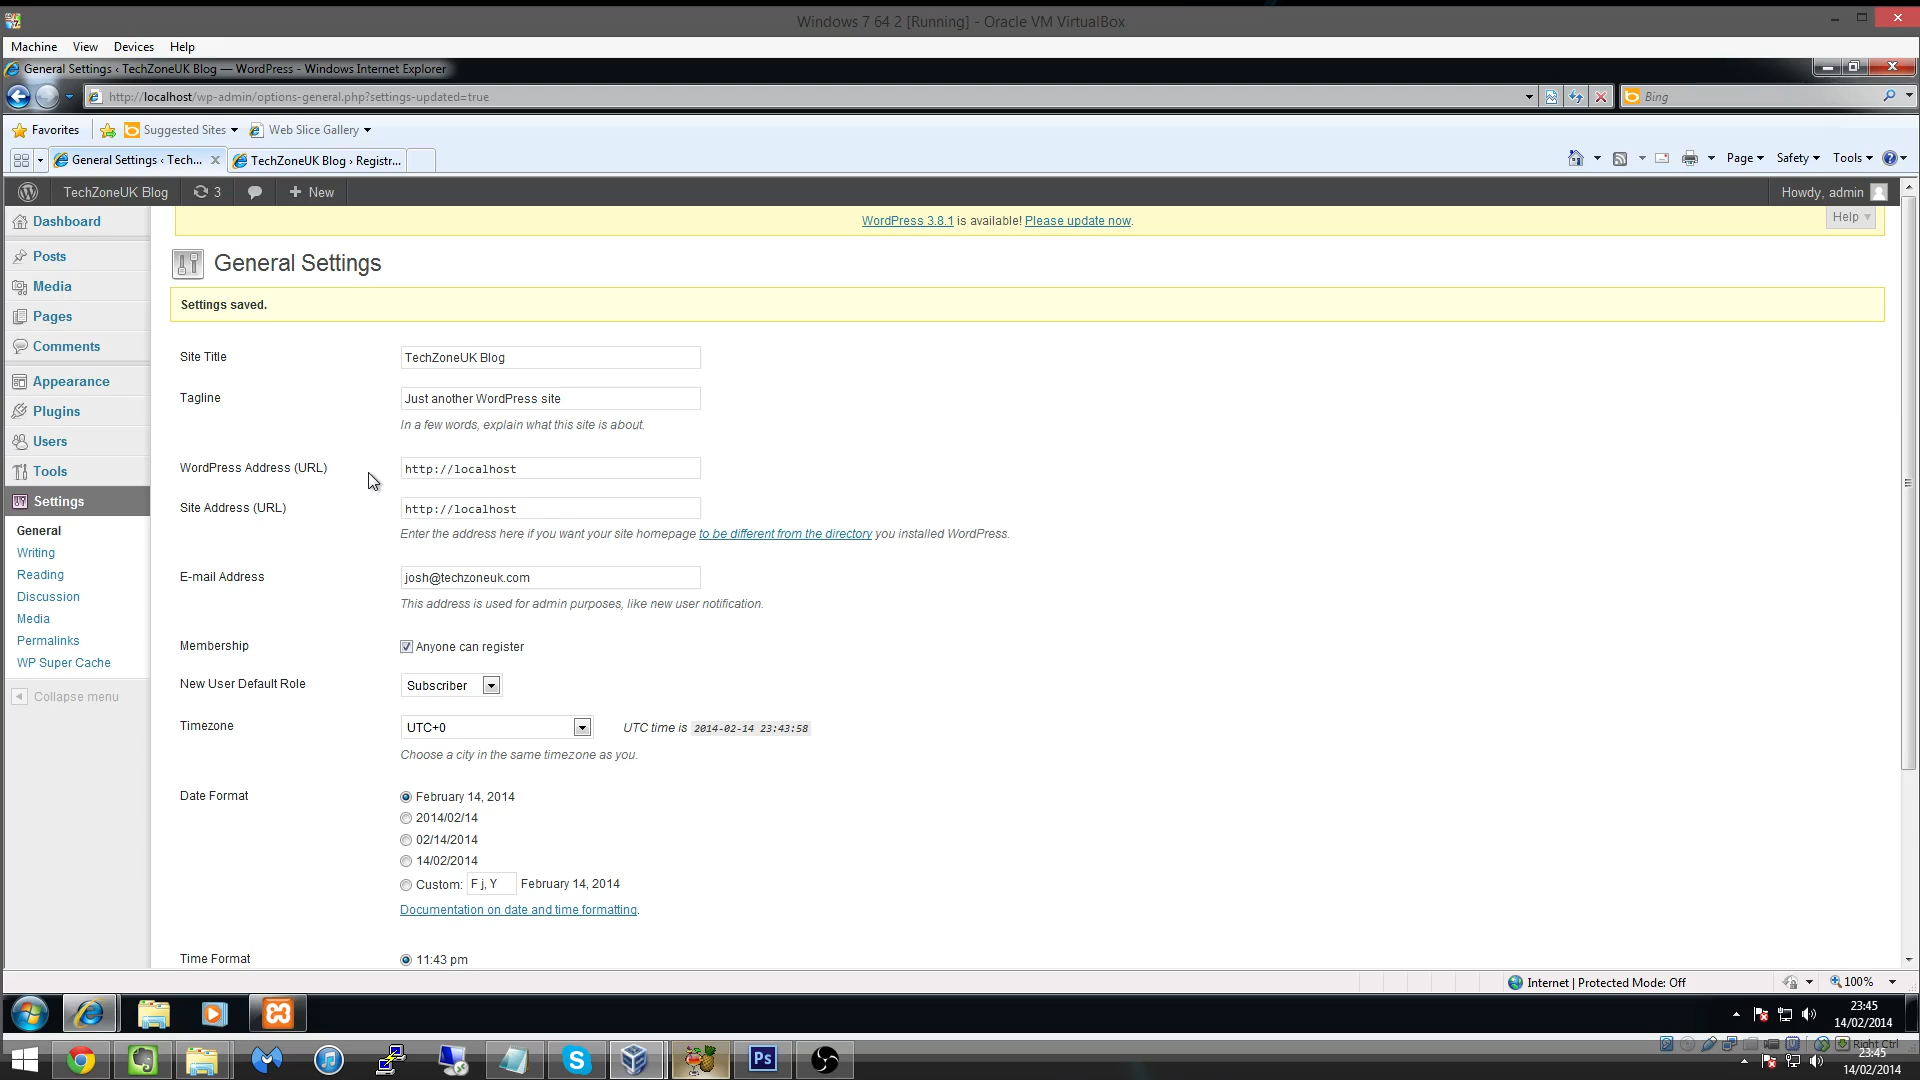 Windows 7 64 2 [Running] - Oracle VM VirtualBox
Machine View Devices Help
General Settings ‹ TechZoneUK Blog — WordPress - Windows Internet Explorer
http://localhost/wp-admin/options-general.php?settings-updated=true
Bing
Favorites Suggested Sites Web Slice Gallery
General Settings ‹ Tech... TechZoneUK Blog › Registr...
Page Safety Tools
TechZoneUK Blog 3 New Howdy, admin
WordPress 3.8.1 is available! Please update now.
Help
Dashboard
Posts
Media
Pages
Comments
Appearance
Plugins
Users
Tools
Settings
General
Writing
Reading
Discussion
Media
Permalinks
WP Super Cache
Collapse menu
General Settings
Settings saved.
Site Title TechZoneUK Blog
Tagline Just another WordPress site
In a few words, explain what this site is about.
WordPress Address (URL) http://localhost
Site Address (URL) http://localhost
Enter the address here if you want your site homepage to be different from the directory you installed WordPress.
E-mail Address josh@techzoneuk.com
This address is used for admin purposes, like new user notification.
Membership Anyone can register
New User Default Role Subscriber
Timezone UTC+0 UTC time is 2014-02-14 23:43:58
Choose a city in the same timezone as you.
Date Format February 14, 2014
2014/02/14
02/14/2014
14/02/2014
Custom: F j, Y February 14, 2014
Documentation on date and time formatting.
Time Format 11:43 pm
Internet | Protected Mode: Off 100%
23:45
14/02/2014
Right Ctrl
Ps
23:45
14/02/2014